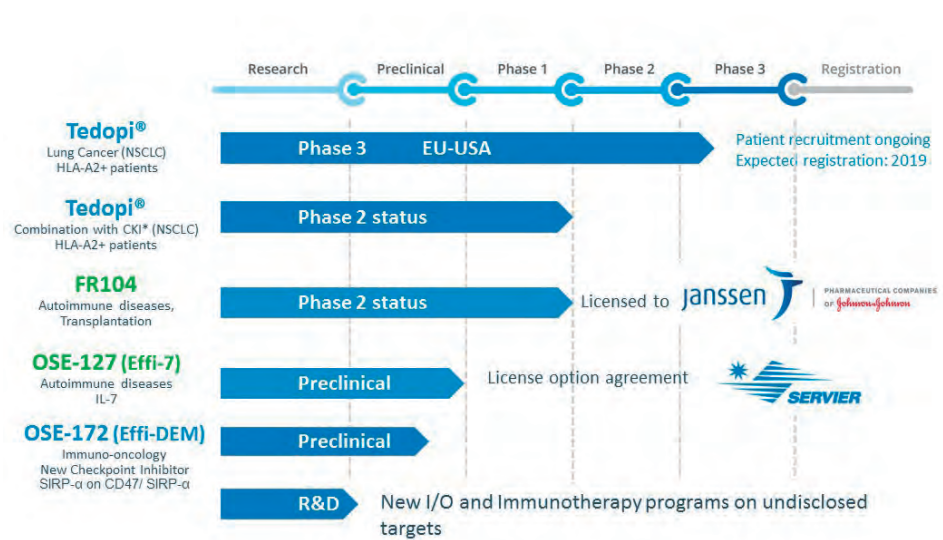 Research Preclinical Phase 1 Phase 2 Phase 3 Registration
Tedopi®
Lung Cancer (NSCLC)
HLA-A2+ patients
Phase 3 EU-USA
Patient recruitment ongoing
Expected registration: 2019
Tedopi®
Combination with CKI* (NSCLC)
HLA-A2+ patients
Phase 2 status
FR104
Autoimmune diseases,
Transplantation
Phase 2 status
Licensed to
janssen
PHARMACEUTICAL COMPANIES
OF Johnson & Johnson
OSE-127 (Effi-7)
Autoimmune diseases
IL-7
Preclinical
License option agreement
SERVIER
OSE-172 (Effi-DEM)
Immuno-oncology
New Checkpoint Inhibitor
SIRP-α on CD47/ SIRP-α
Preclinical
R&D
New I/O and Immunotherapy programs on undisclosed
targets